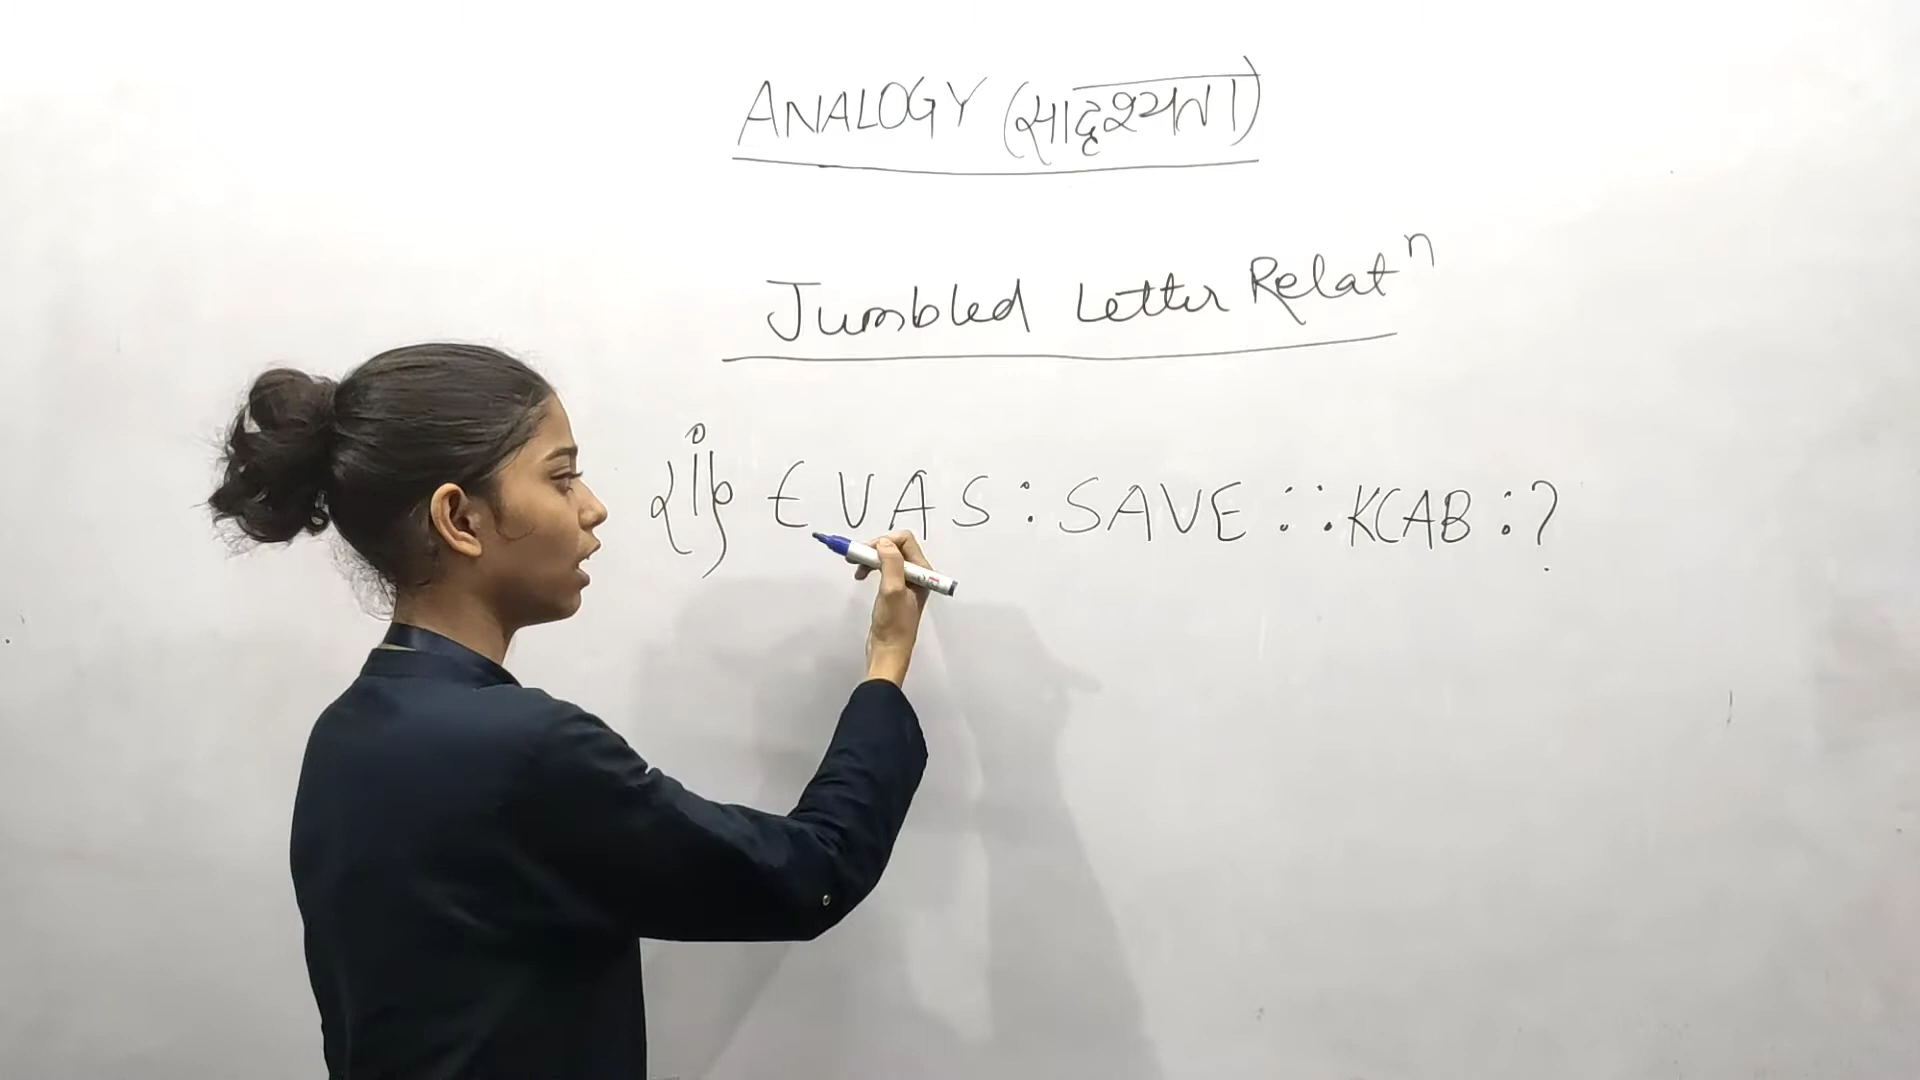 ANALOGY (सादृश्यता)
Jumbled Letter Relatⁿ
EVAS : SAVE :: KCAB : ?